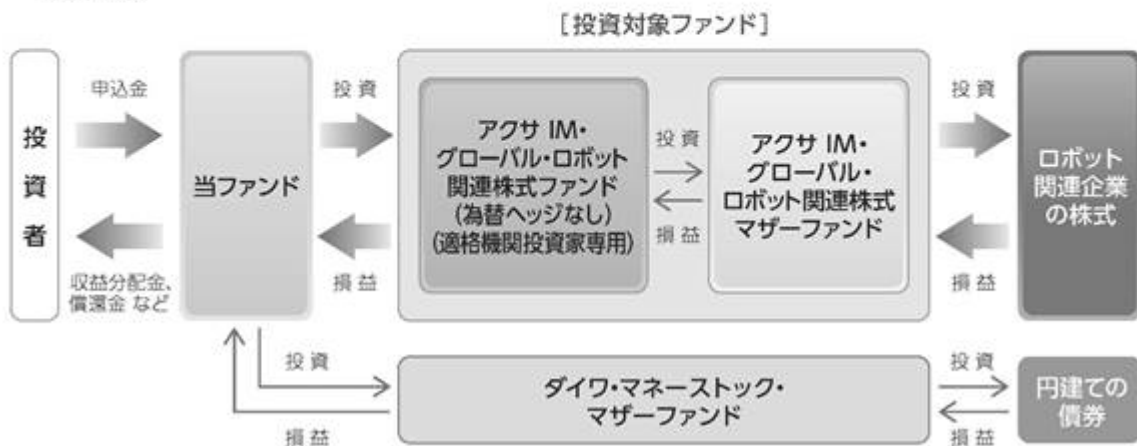 ［投資対象ファンド］
投資者
申込金
収益分配金、
償還金 など
当ファンド
投資
損益
アクサ IM・
グローバル・ロボット
関連株式ファンド
(為替ヘッジなし)
(適格機関投資家専用)
投資
損益
アクサ IM・
グローバル・
ロボット関連株式
マザーファンド
投資
損益
ロボット
関連企業
の株式
投資
損益
ダイワ・マネーストック・
マザーファンド
投資
損益
円建ての
債券